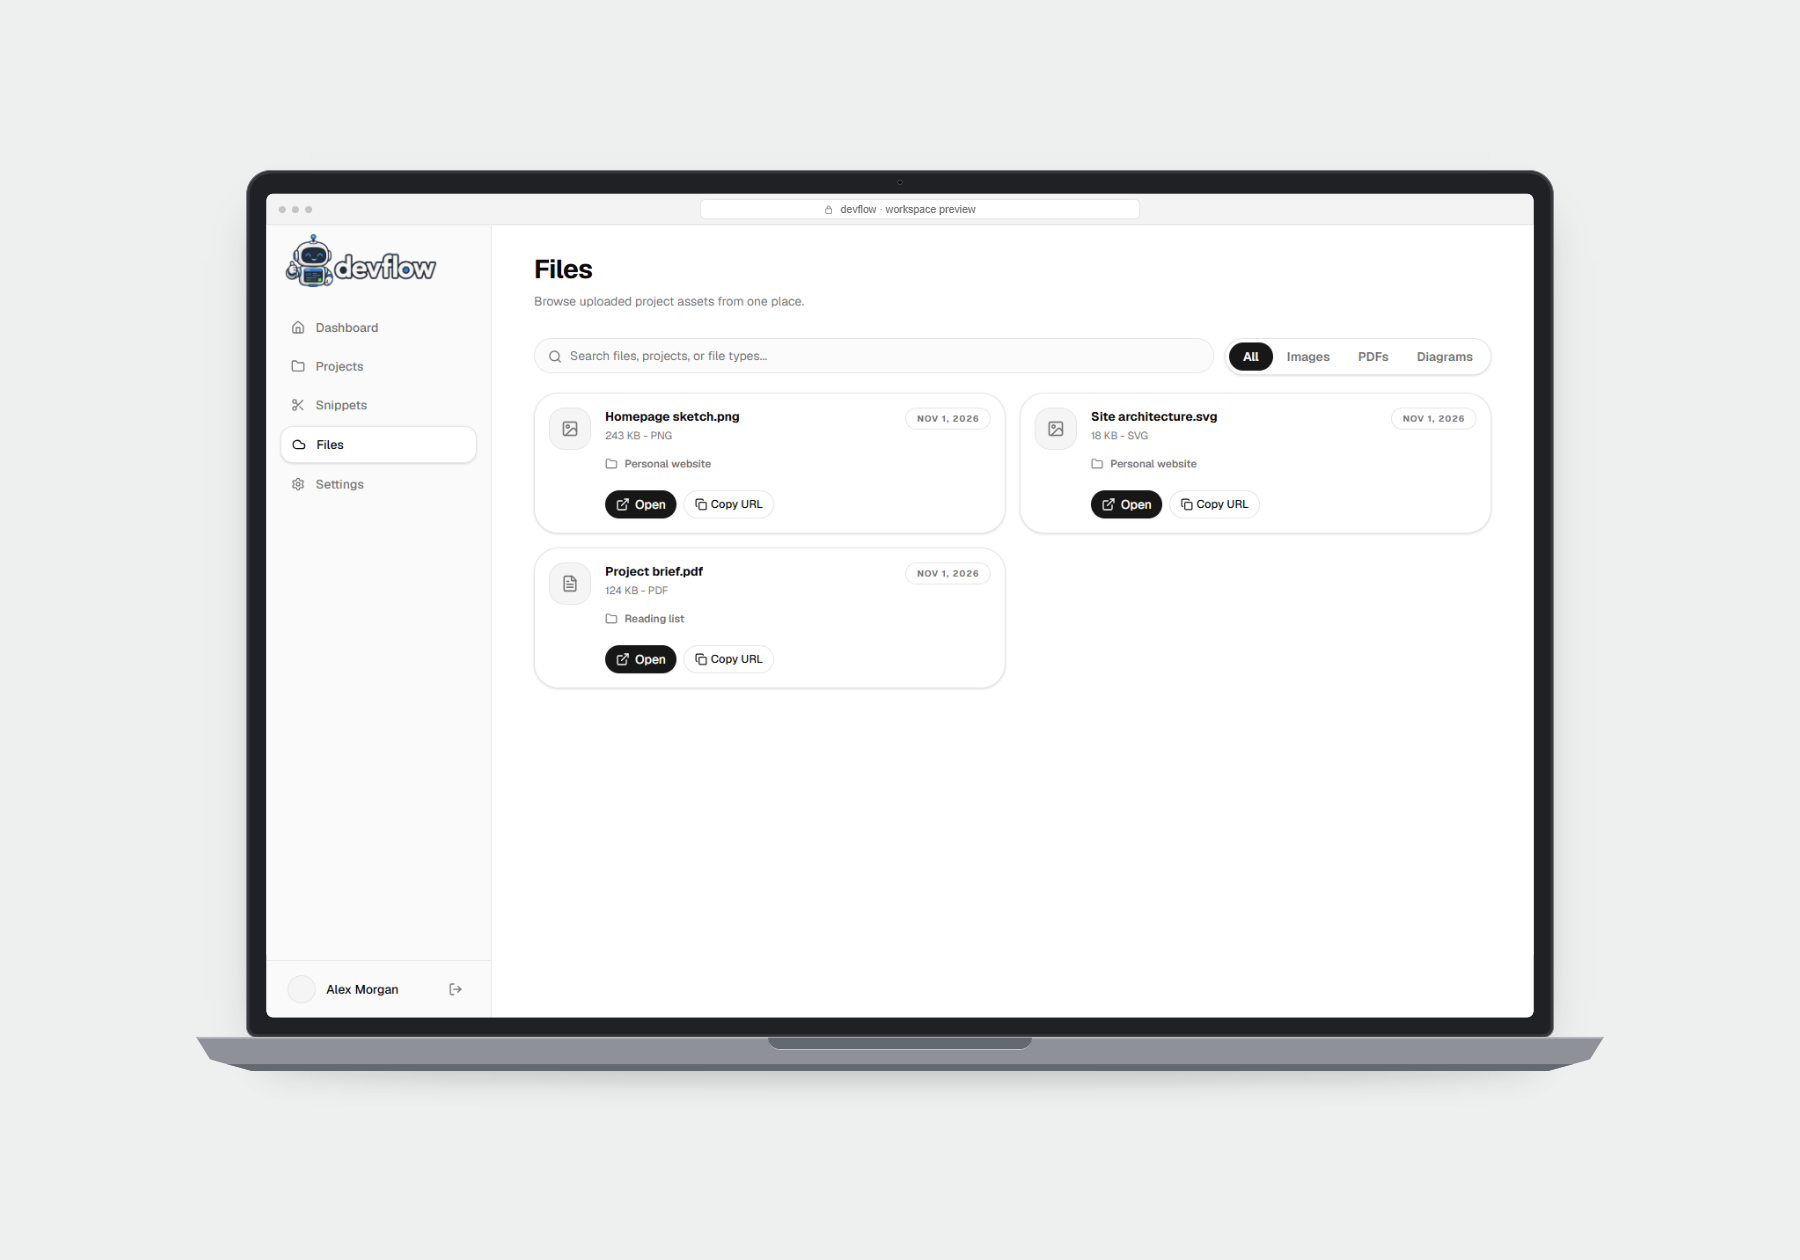 devflow · workspace preview
devflow
Dashboard
Projects
Snippets
Files
Settings
Alex Morgan
Files
Browse uploaded project assets from one place.
Search files, projects, or file types...
All Images PDFs Diagrams
Homepage sketch.png
NOV 1, 2026
243 KB - PNG
Personal website
Open Copy URL
Site architecture.svg
NOV 1, 2026
18 KB - SVG
Personal website
Open Copy URL
Project brief.pdf
NOV 1, 2026
124 KB - PDF
Reading list
Open Copy URL